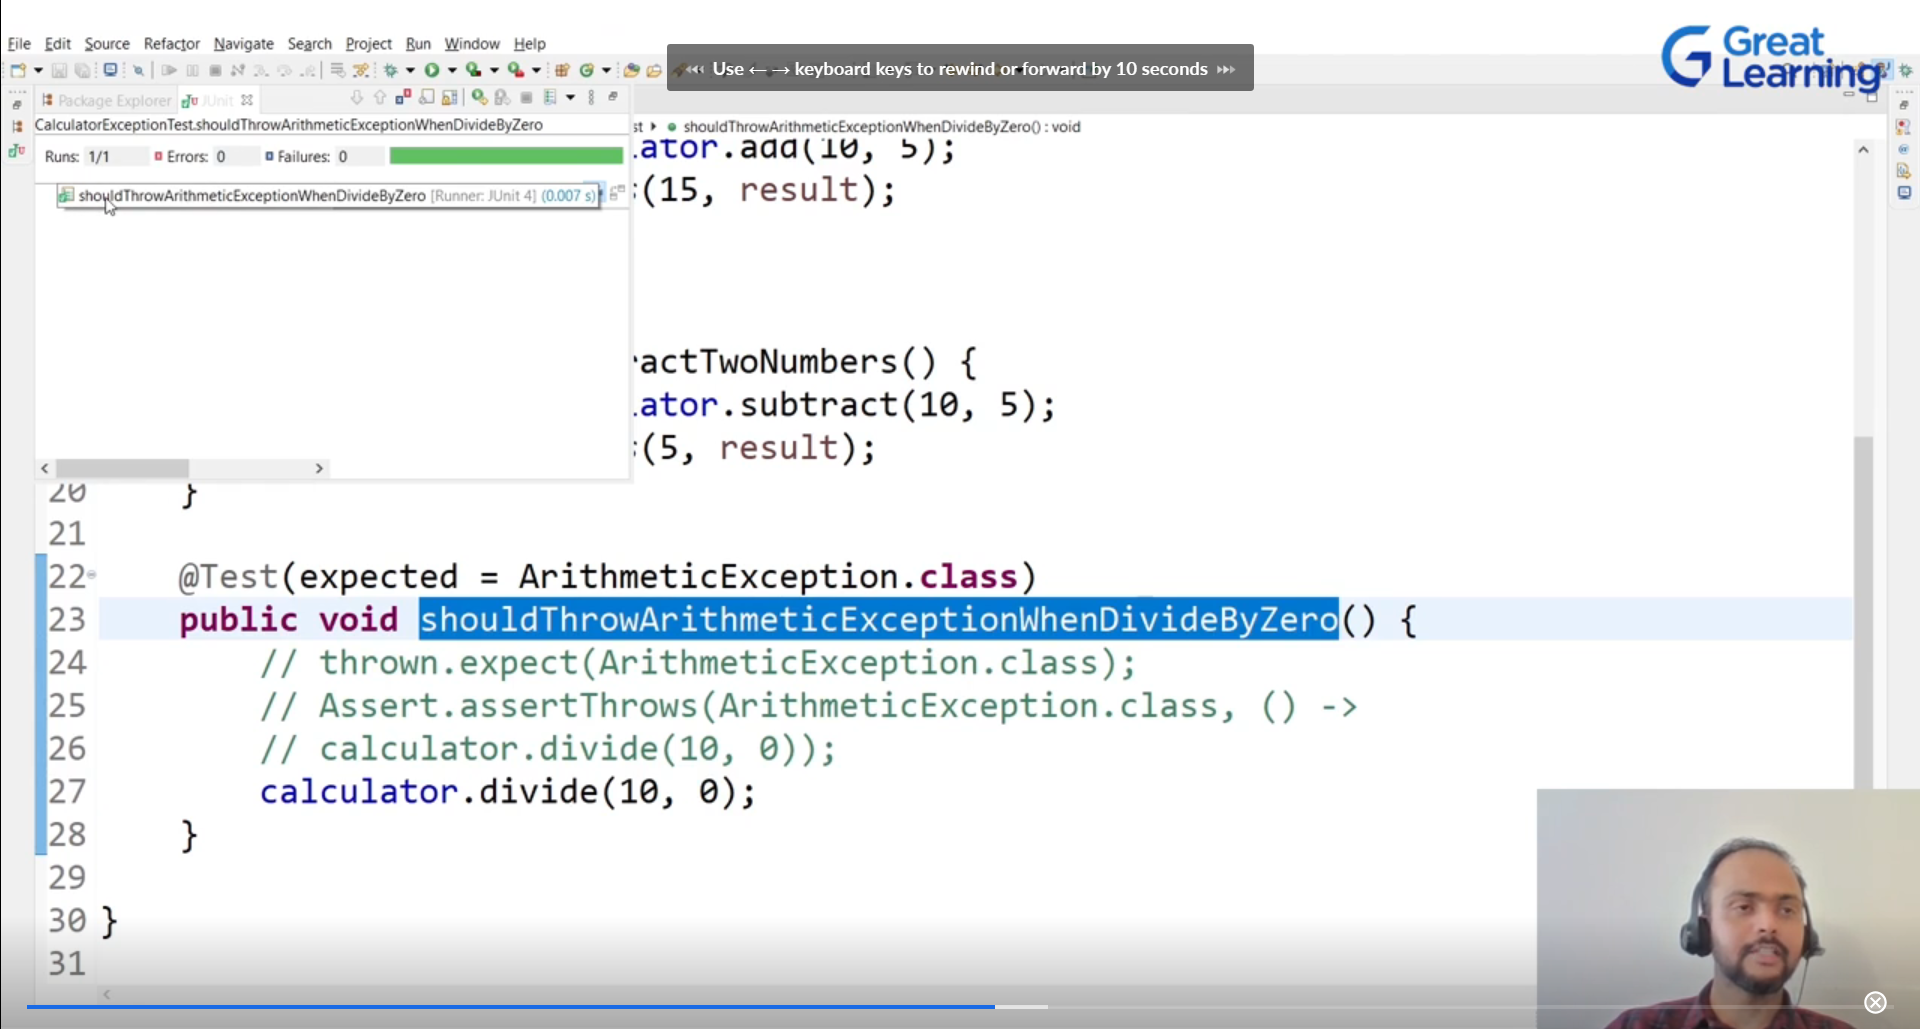 Great Learning
File Edit Source Refactor Navigate Search Project Run Window Help
Use ←→ keyboard keys to rewind or forward by 10 seconds
Package Explorer JUnit
CalculatorExceptionTest.shouldThrowArithmeticExceptionWhenDivideByZero
st shouldThrowArithmeticExceptionWhenDivideByZero() : void
Runs: 1/1 Errors: 0 Failures: 0
shouldThrowArithmeticExceptionWhenDivideByZero [Runner: JUnit 4] (0.007 s)
ator.add(10, 5);
(15, result);
actTwoNumbers() {
ator.subtract(10, 5);
(5, result);
20 }
21
22 @Test(expected = ArithmeticException.class)
23 public void shouldThrowArithmeticExceptionWhenDivideByZero() {
24 // thrown.expect(ArithmeticException.class);
25 // Assert.assertThrows(ArithmeticException.class, () ->
26 // calculator.divide(10, 0));
27 calculator.divide(10, 0);
28 }
29
30 }
31